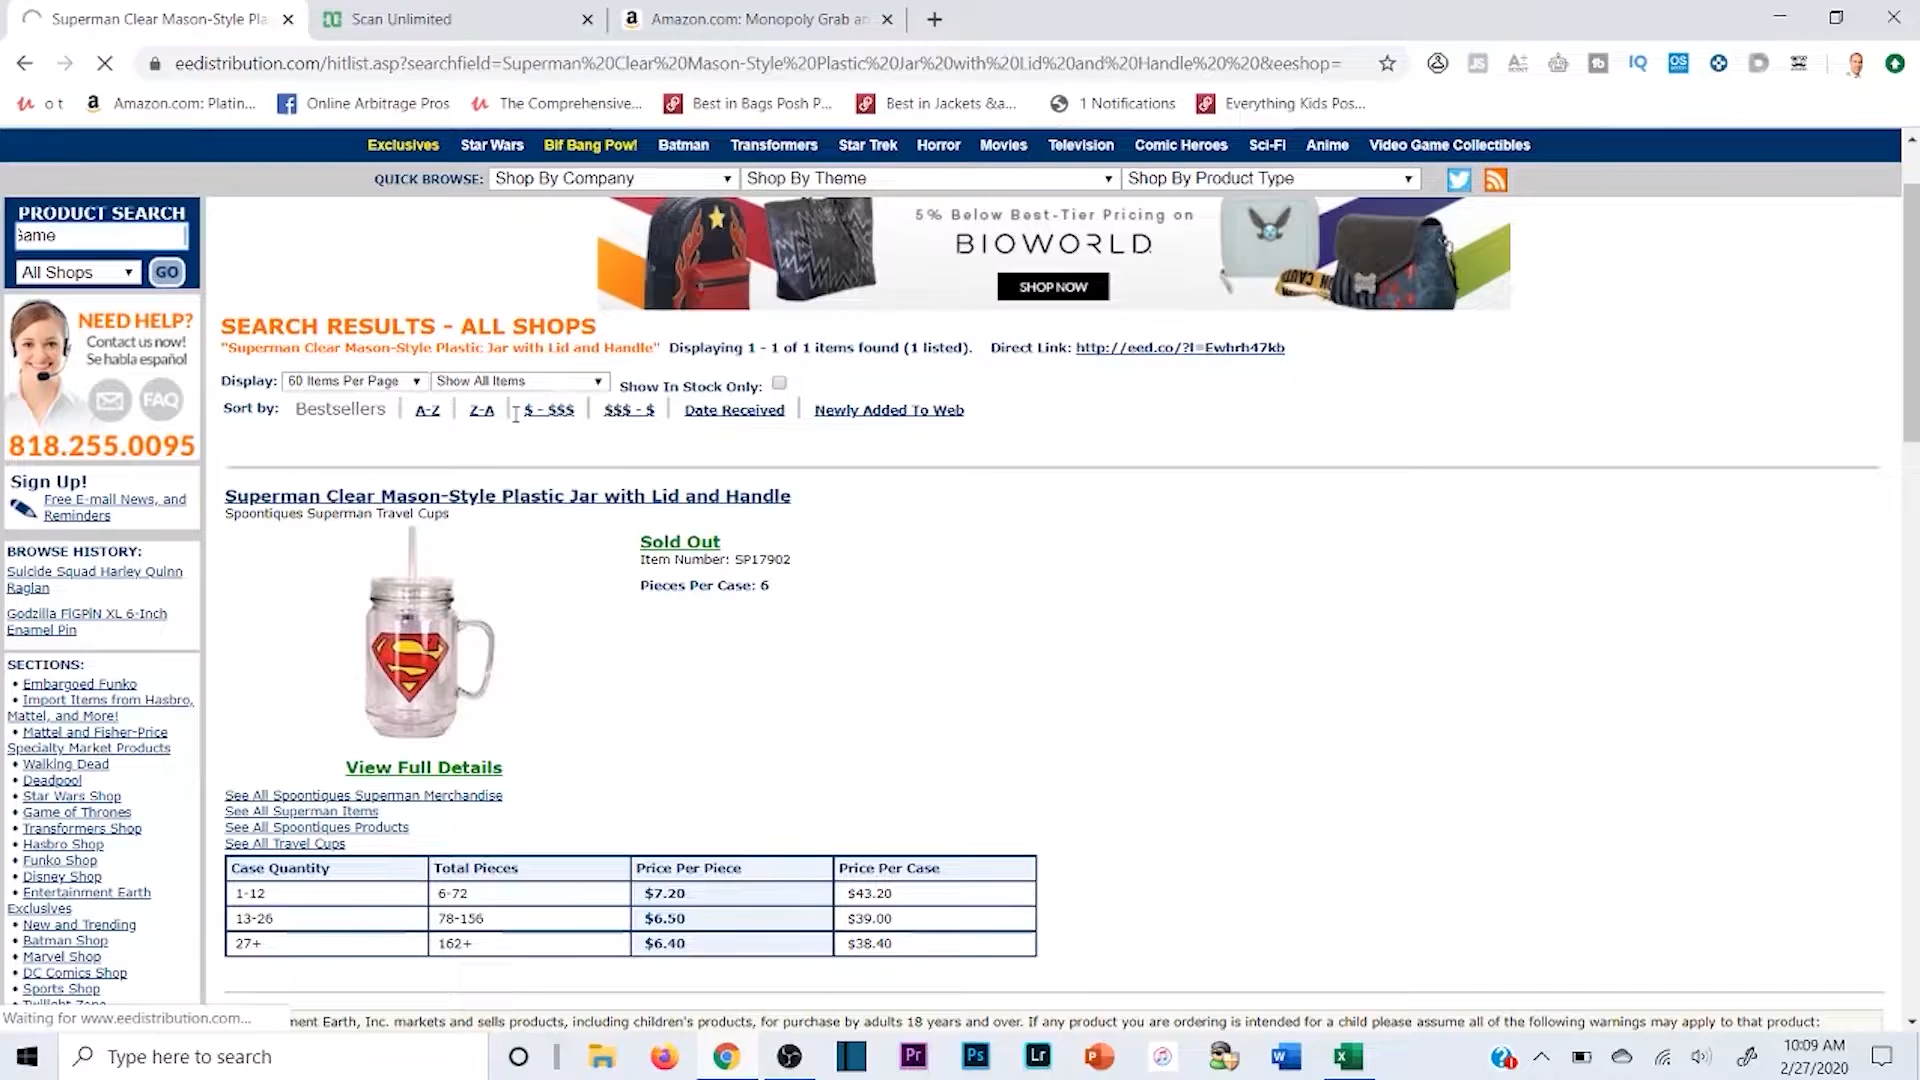 Superman Clear Mason-Style Pla
Scan Unlimited
Amazon.com: Monopoly Grab an
eedistribution.com/hitlist.asp?searchfield=Superman%20Clear%20Mason-Style%20Plastic%20Jar%20with%20Lid%20and%20Handle%20%20&eeshop=
o t
Amazon.com: Platin...
Online Arbitrage Pros
The Comprehensive...
Best in Bags Posh P...
Best in Jackets &a...
1 Notifications
Everything Kids Pos...
Exclusives
Star Wars
Bif Bang Pow!
Batman
Transformers
Star Trek
Horror
Movies
Television
Comic Heroes
Sci-Fi
Anime
Video Game Collectibles
QUICK BROWSE:
Shop By Company
Shop By Theme
Shop By Product Type
PRODUCT SEARCH
Game
All Shops
GO
5% Below Best-Tier Pricing on
BIOWORLD
SHOP NOW
NEED HELP?
Contact us now!
Se habla español
FAQ
818.255.0095
Sign Up!
Free E-mail News, and
Reminders
BROWSE HISTORY:
Suicide Squad Harley Quinn
Raglan
Godzilla FiGPiN XL 6-Inch
Enamel Pin
SECTIONS:
• Embargoed Funko
• Import Items from Hasbro,
Mattel, and More!
• Mattel and Fisher-Price
Specialty Market Products
• Walking Dead
• Deadpool
• Star Wars Shop
• Game of Thrones
• Transformers Shop
• Hasbro Shop
• Funko Shop
• Disney Shop
• Entertainment Earth
Exclusives
• New and Trending
• Batman Shop
• Marvel Shop
• DC Comics Shop
• Sports Shop
• Twilight Zone
SEARCH RESULTS - ALL SHOPS
"Superman Clear Mason-Style Plastic Jar with Lid and Handle" Displaying 1 - 1 of 1 items found (1 listed). Direct Link: http://eed.co/?l=Ewhrh47kb
Display: 60 Items Per Page Show All Items Show In Stock Only:
Sort by: Bestsellers A-Z Z-A $ - $$$ $$$ - $ Date Received Newly Added To Web
Superman Clear Mason-Style Plastic Jar with Lid and Handle
Spoontiques Superman Travel Cups
Sold Out
Item Number: SP17902
Pieces Per Case: 6
View Full Details
See All Spoontiques Superman Merchandise
See All Superman Items
See All Spoontiques Products
See All Travel Cups
Case Quantity Total Pieces Price Per Piece Price Per Case
1-12 6-72 $7.20 $43.20
13-26 78-156 $6.50 $39.00
27+ 162+ $6.40 $38.40
Waiting for www.eedistribution.com...
nent Earth, Inc. markets and sells products, including children's products, for purchase by adults 18 years and over. If any product you are ordering is intended for a child please assume all of the following warnings may apply to that product:
Type here to search
10:09 AM
2/27/2020